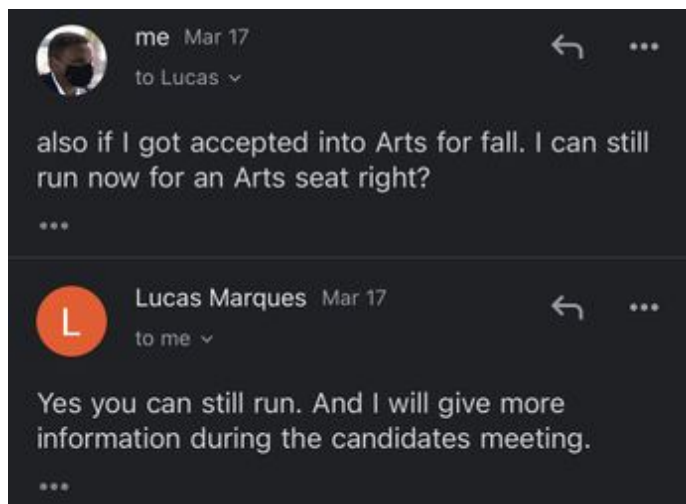 me Mar 17
to Lucas
also if I got accepted into Arts for fall. I can still
run now for an Arts seat right?
L
Lucas Marques Mar 17
to me
Yes you can still run. And I will give more
information during the candidates meeting.